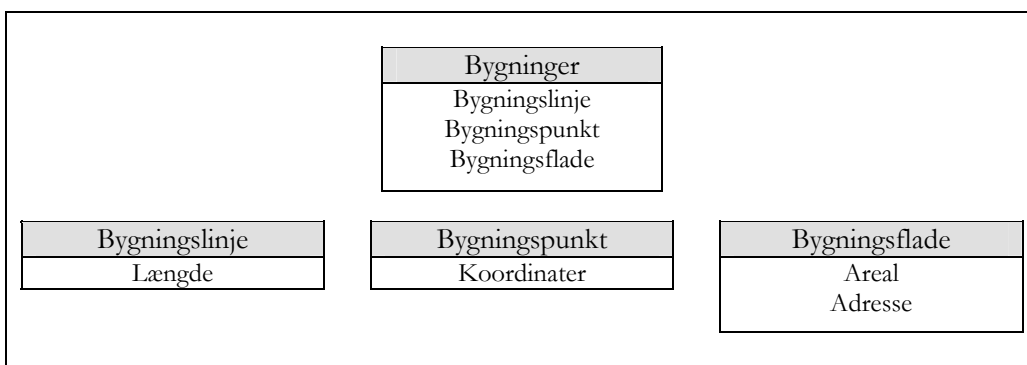 Bygninger
Bygningslinje
Bygningspunkt
Bygningsflade
Bygningslinje
Længde
Bygningspunkt
Koordinater
Bygningsflade
Areal
Adresse